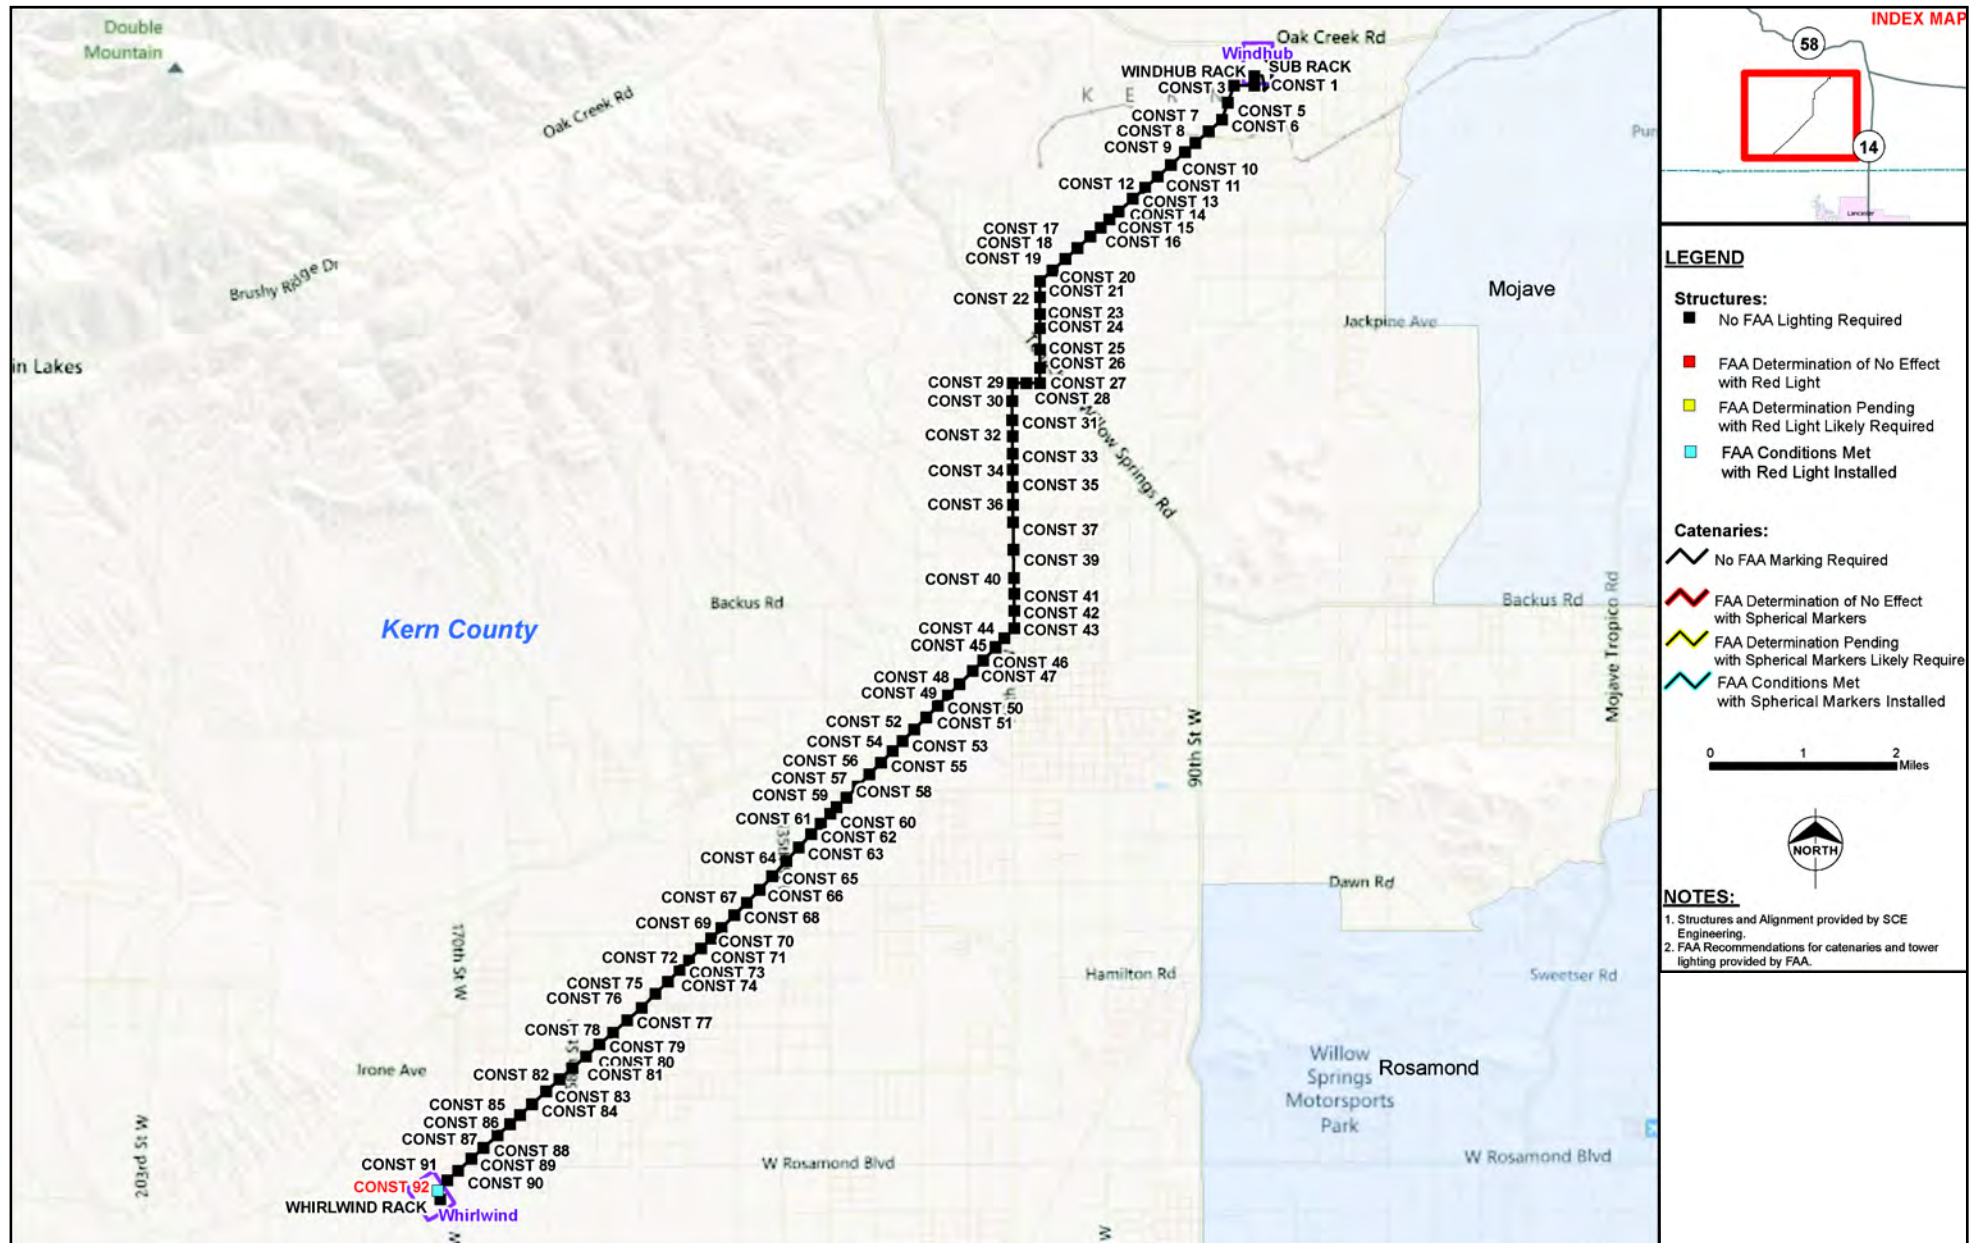 Double
Mountain
Oak Creek Rd
Windhub
WINDHUB RACK
SUB RACK
CONST 3
CONST 1
K E R N
CONST 5
CONST 7
CONST 6
CONST 8
CONST 9
Oak Creek Rd
CONST 10
CONST 12
CONST 11
CONST 13
CONST 14
CONST 17
CONST 15
CONST 18
CONST 16
CONST 19
Brushy Ridge Dr
CONST 20
CONST 21
CONST 22
CONST 23
CONST 24
Mojave
Jackpine Ave
CONST 25
CONST 26
in Lakes
CONST 29
CONST 27
CONST 28
CONST 30
CONST 31
CONST 32
Willow Springs Rd
CONST 33
CONST 34
CONST 35
CONST 36
CONST 37
CONST 39
CONST 40
CONST 41
Backus Rd
Backus Rd
CONST 42
Kern County
CONST 44
CONST 43
Mojave Tropico Rd
CONST 45
CONST 46
CONST 48
CONST 47
CONST 49
CONST 50
CONST 52
CONST 51
CONST 54
CONST 53
90th St W
CONST 56
CONST 55
CONST 57
CONST 59
CONST 58
CONST 61
CONST 60
CONST 62
CONST 64
CONST 63
CONST 65
Dawn Rd
CONST 67
CONST 66
CONST 69
CONST 68
CONST 70
170th St W
CONST 72
CONST 71
CONST 73
Hamilton Rd
Sweetser Rd
CONST 75
CONST 74
CONST 76
CONST 78
CONST 77
CONST 79
CONST 80
Irone Ave
CONST 82
CONST 81
Willow
Springs
Motorsports
Park
Rosamond
CONST 85
CONST 83
CONST 84
CONST 86
CONST 87
CONST 88
203rd St W
CONST 91
CONST 89
W Rosamond Blvd
W Rosamond Blvd
CONST 92
CONST 90
WHIRLWIND RACK
Whirlwind
W
W
INDEX MAP
58
14
Lancaster
LEGEND
Structures:
No FAA Lighting Required
FAA Determination of No Effect
with Red Light
FAA Determination Pending
with Red Light Likely Required
FAA Conditions Met
with Red Light Installed
Catenaries:
No FAA Marking Required
FAA Determination of No Effect
with Spherical Markers
FAA Determination Pending
with Spherical Markers Likely Require
FAA Conditions Met
with Spherical Markers Installed
0 1 2
Miles
NORTH
NOTES:
1. Structures and Alignment provided by SCE
Engineering.
2. FAA Recommendations for catenaries and tower
lighting provided by FAA.